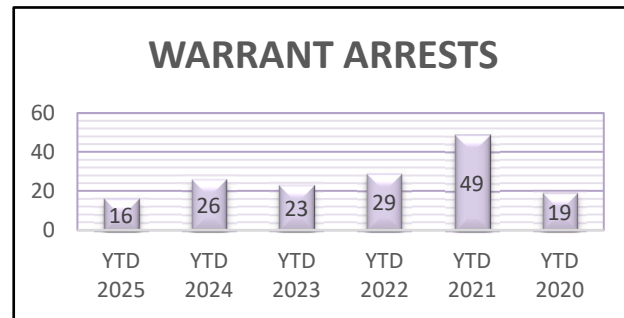 WARRANT ARRESTS
60
40
20
0
16 26 23 29 49 19
YTD YTD YTD YTD YTD YTD
2025 2024 2023 2022 2021 2020